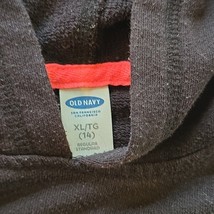 OLD NAVY
SAN FRANCISCO
CALIFORNIA
XL/TG
(14)
REGULAR
STANDARD